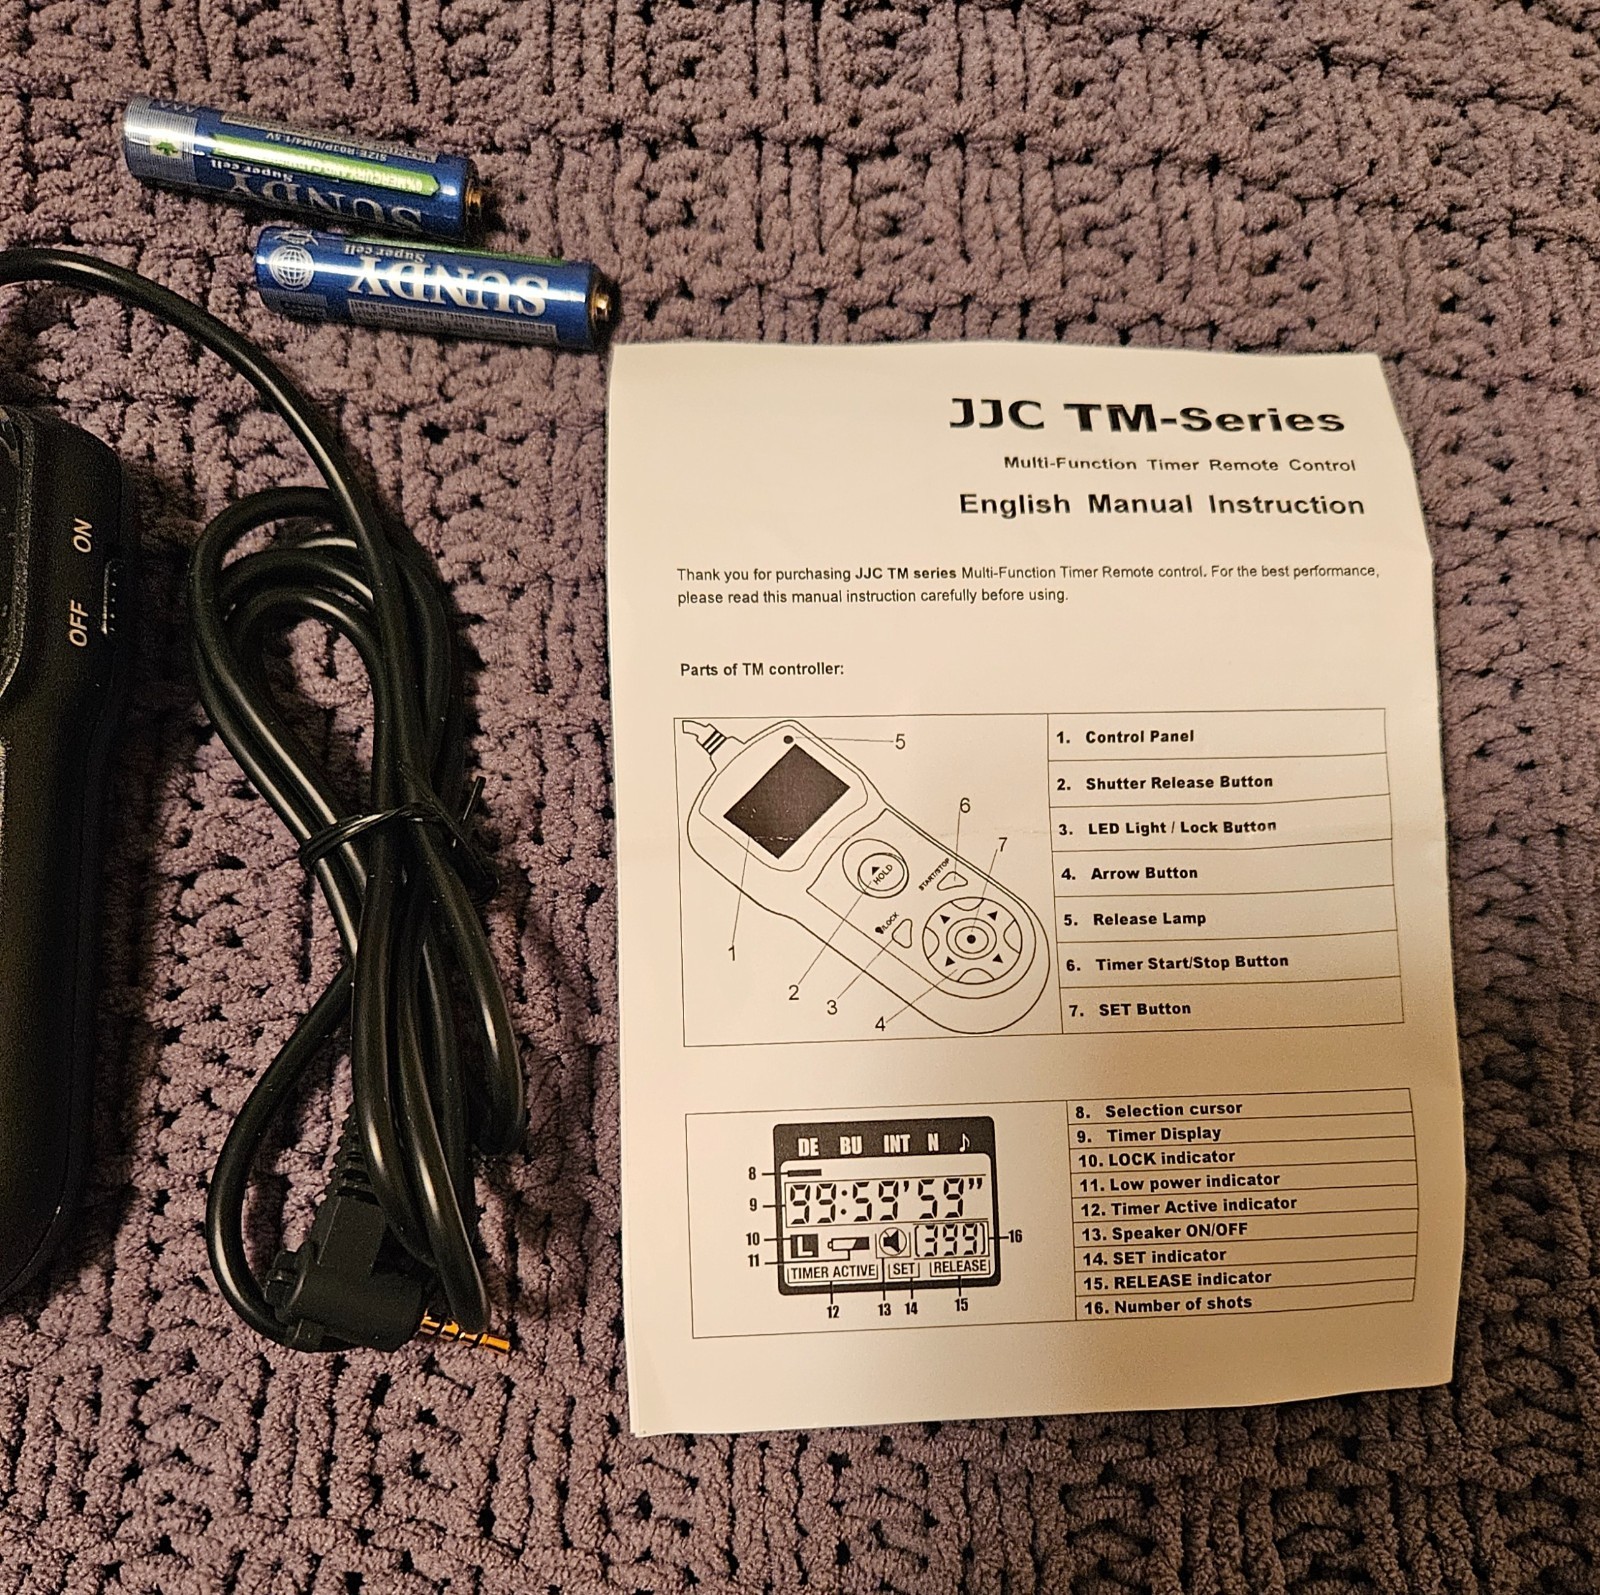 AAA
SIZE:R03P/UM4/1.5V
Super cell
SUNDY
Super cell
SUNDY
ON
OFF
JJC TM-Series
Multi-Function Timer Remote Control
English Manual Instruction
Thank you for purchasing JJC TM series Multi-Function Timer Remote control. For the best performance,
please read this manual instruction carefully before using.
Parts of TM controller:
5
6
7
HOLD
START/STOP
LOCK
1
2
3
4
1. Control Panel
2. Shutter Release Button
3. LED Light / Lock Button
4. Arrow Button
5. Release Lamp
6. Timer Start/Stop Button
7. SET Button
DE BU INT N ♪
8
9 99:59'59"
10 L (399) 16
11
TIMER ACTIVE SET RELEASE
12 13 14 15
8. Selection cursor
9. Timer Display
10. LOCK indicator
11. Low power indicator
12. Timer Active indicator
13. Speaker ON/OFF
14. SET indicator
15. RELEASE indicator
16. Number of shots